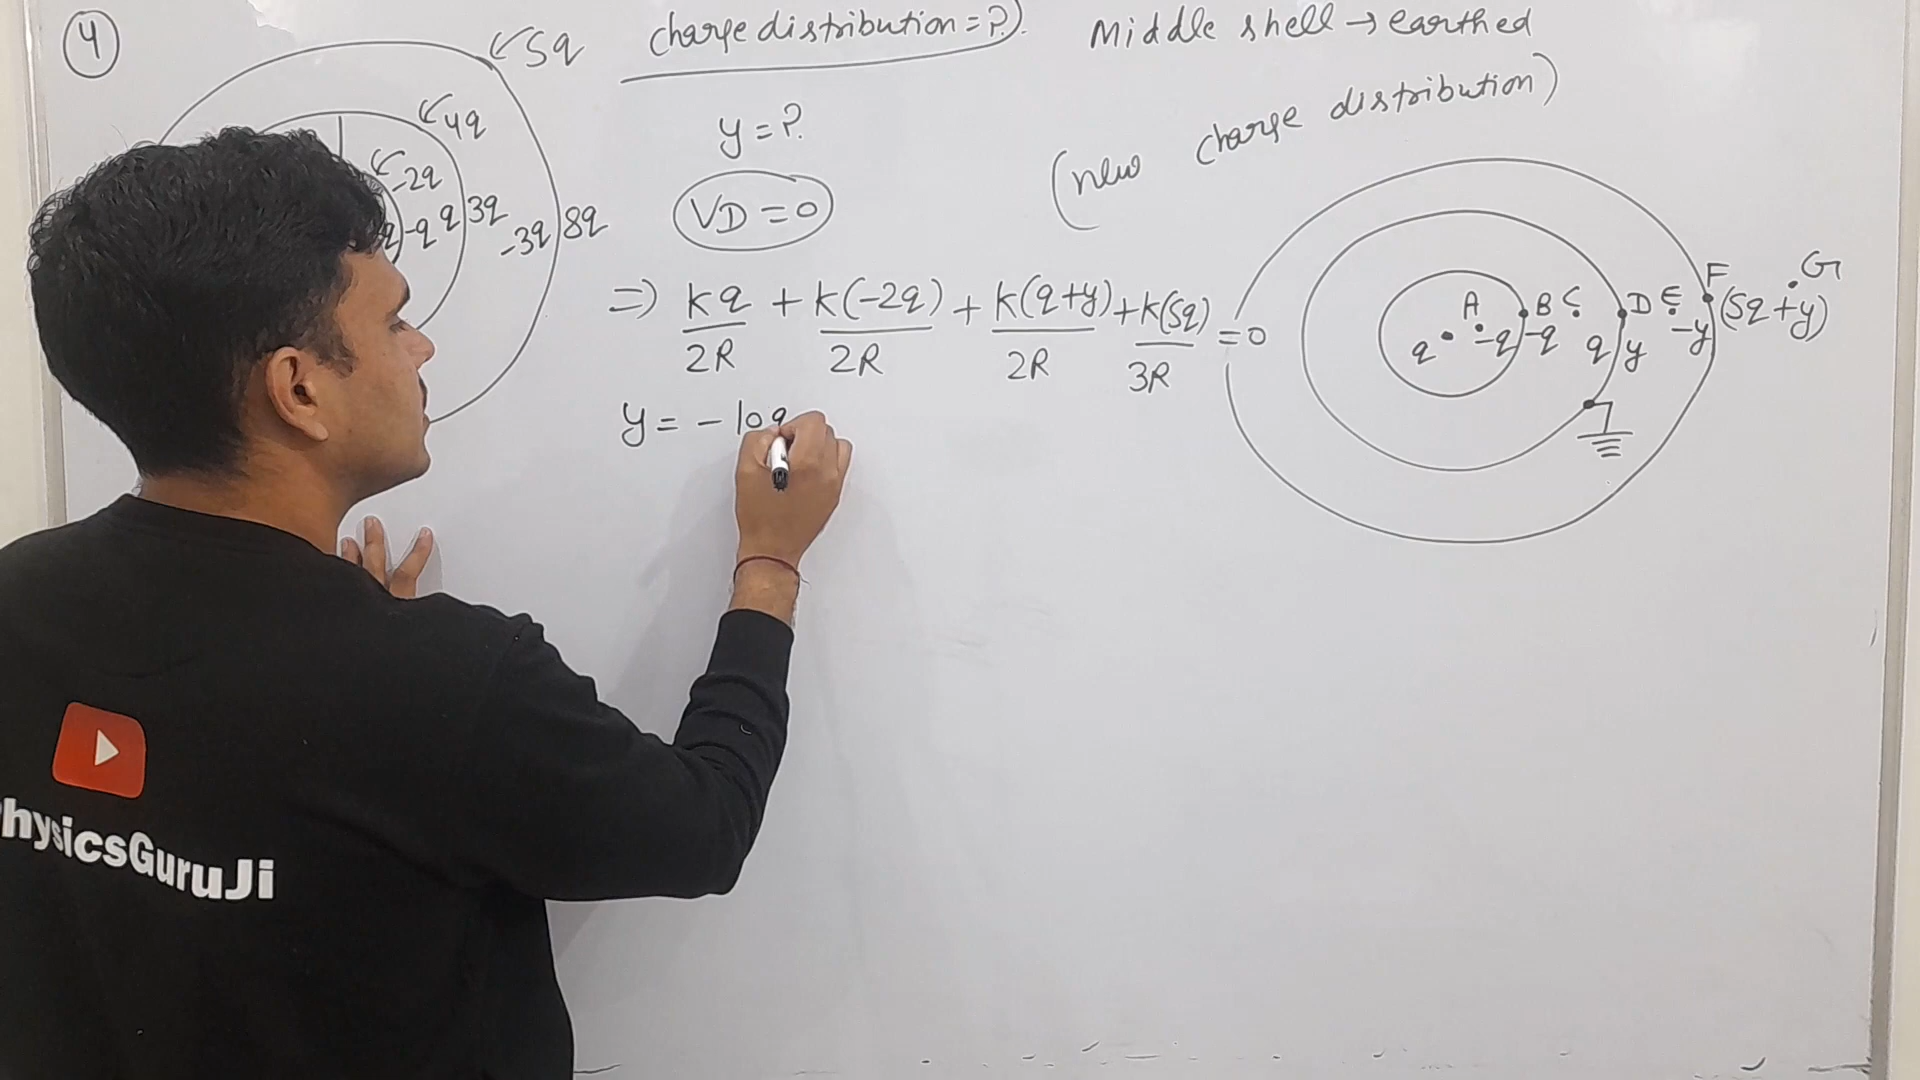 4
charge distribution = ?)
Middle shell → earthed
(new charge distribution)
5q
4q
-2q
-q q 3q -3q 8q
y = ?
VD = 0
=> kq/2R + k(-2q)/2R + k(q+y)/2R + k(5q)/3R = 0
y = -10q
A B C D E F G
q -q -q q y -y (5q+y)
hysicsGuruJi